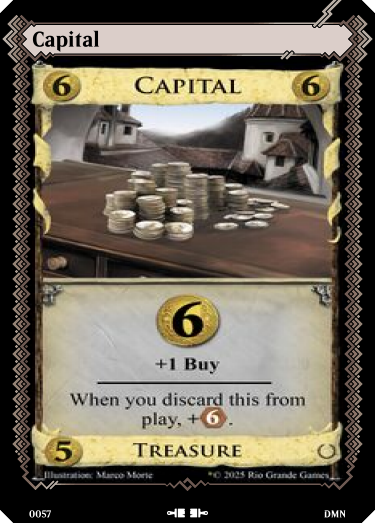 Capital
6 CAPITAL 6
6
+1 Buy
When you discard this from
play, +6.
5 TREASURE
Illustration: Marco Morte *© 2025 Rio Grande Games
0057 DMN